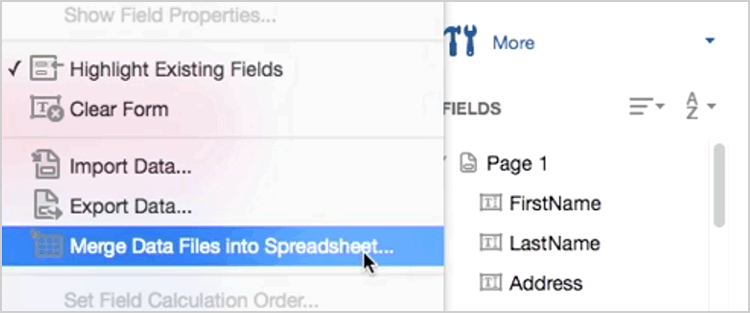 Show Field Properties...
✓ Highlight Existing Fields
Clear Form
Import Data...
Export Data...
Merge Data Files into Spreadsheet...
Set Field Calculation Order...
More
FIELDS
A
Z
Page 1
FirstName
LastName
Address